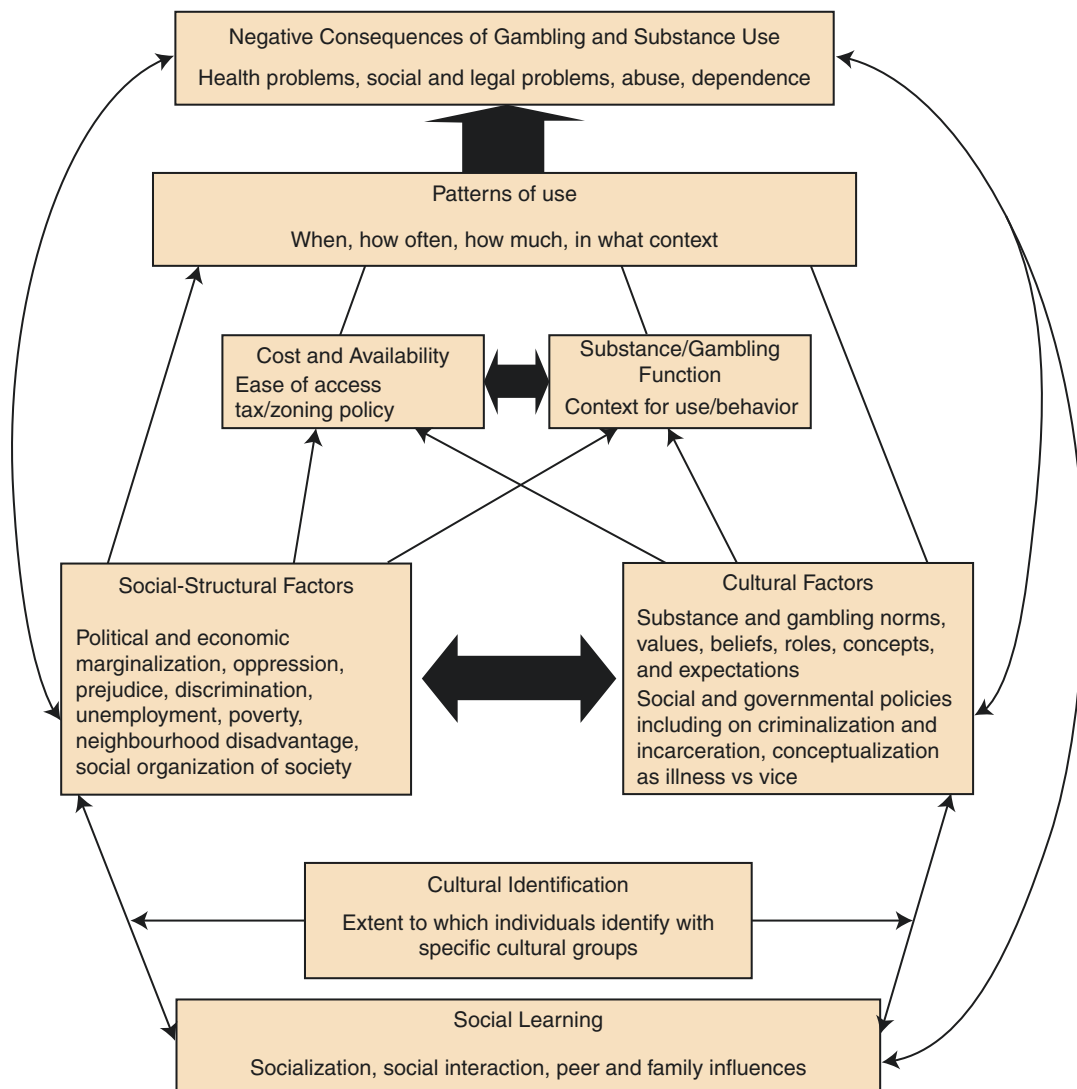 Negative Consequences of Gambling and Substance Use
Health problems, social and legal problems, abuse, dependence
Patterns of use
When, how often, how much, in what context
Cost and Availability
Ease of access
tax/zoning policy
Substance/Gambling
Function
Context for use/behavior
Social-Structural Factors
Political and economic
marginalization, oppression,
prejudice, discrimination,
unemployment, poverty,
neighbourhood disadvantage,
social organization of society
Cultural Factors
Substance and gambling norms,
values, beliefs, roles, concepts,
and expectations
Social and governmental policies
including on criminalization and
incarceration, conceptualization
as illness vs vice
Cultural Identification
Extent to which individuals identify with
specific cultural groups
Social Learning
Socialization, social interaction, peer and family influences